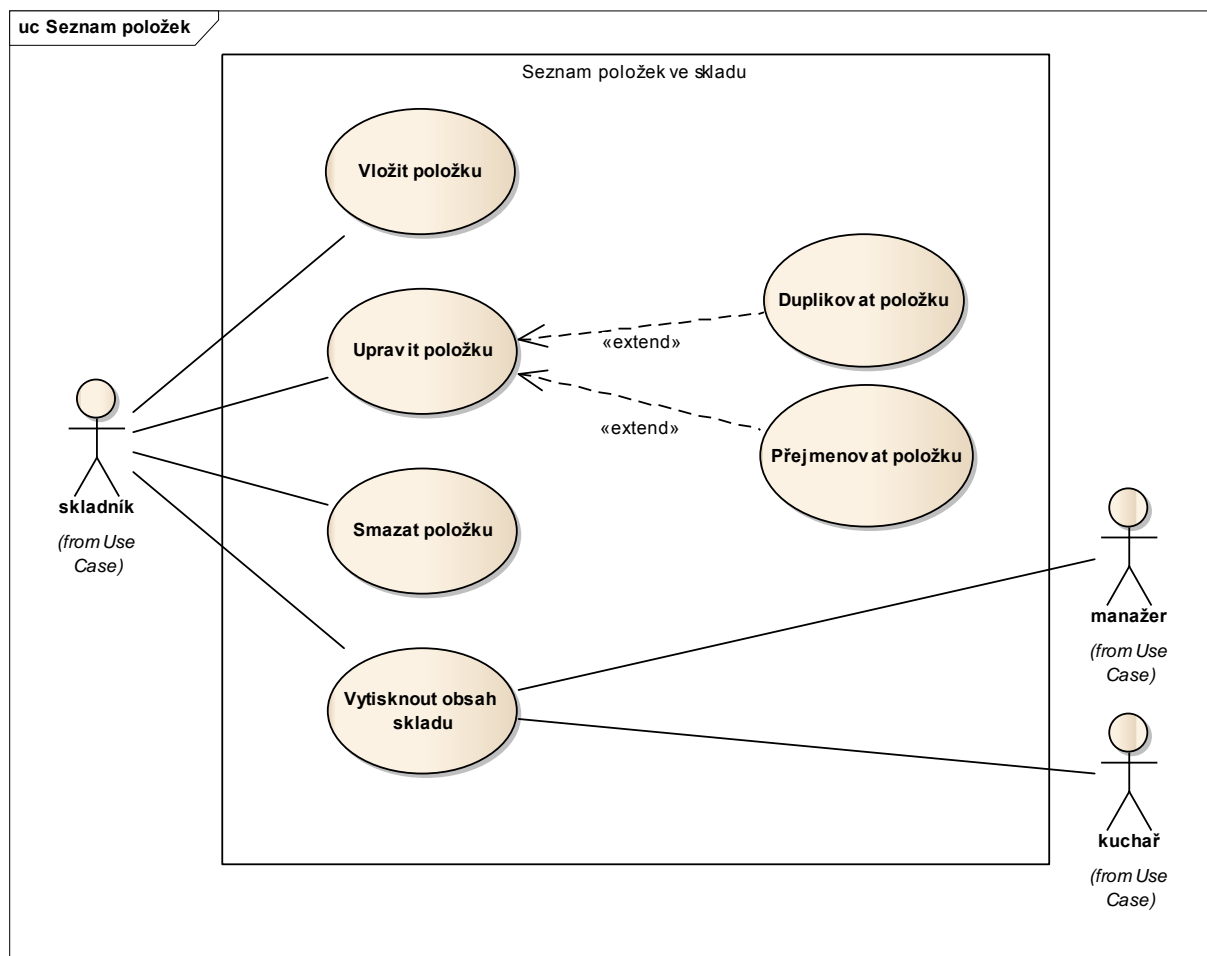 uc Seznam položek
Seznam položek ve skladu
Vložit položku
Duplikovat položku
Upravit položku
«extend»
«extend»
Přejmenovat položku
skladník
(from Use
Case)
Smazat položku
manažer
(from Use
Case)
Vytisknout obsah
skladu
kuchař
(from Use
Case)